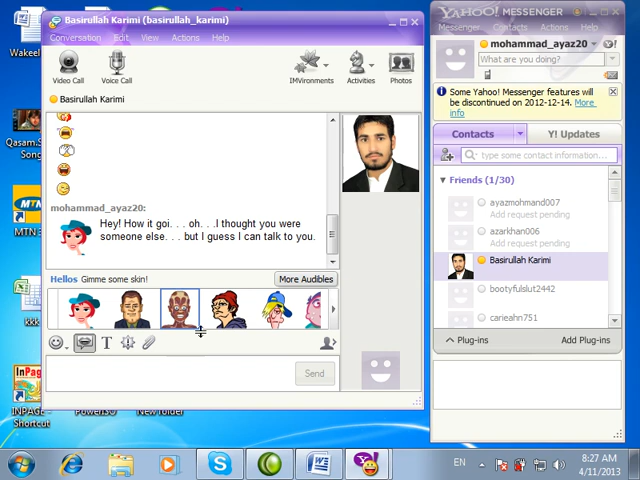 Basirullah Karimi (basirullah_karimi)
Conversation Edit View Actions Help
Video Call Voice Call IMVironments Activities Photos
Basirullah Karimi
mohammad_ayaz20:
Hey! How it goi. . . oh. . .I thought you were
someone else. . . but I guess I can talk to you.
Hellos Gimme some skin! More Audibles
Send
YAHOO! MESSENGER
Messenger Contacts Actions Help
mohammad_ayaz20
What are you doing?
Some Yahoo! Messenger features will
be discontinued on 2012-12-14. More
info
Contacts Y! Updates
type some contact information...
Friends (1/30)
ayazmohmand007
Add request pending
azarkhan006
Add request pending
Basirullah Karimi
bootyfulslut2442
carieahn751
Plug-ins Add Plug-ins
Wakeel
Qasam.S
Song
MTN
MTN 3
kkk
InPage
INPAGE -
Shortcut
PowerISO
New folder
EN
8:27 AM
4/11/2013